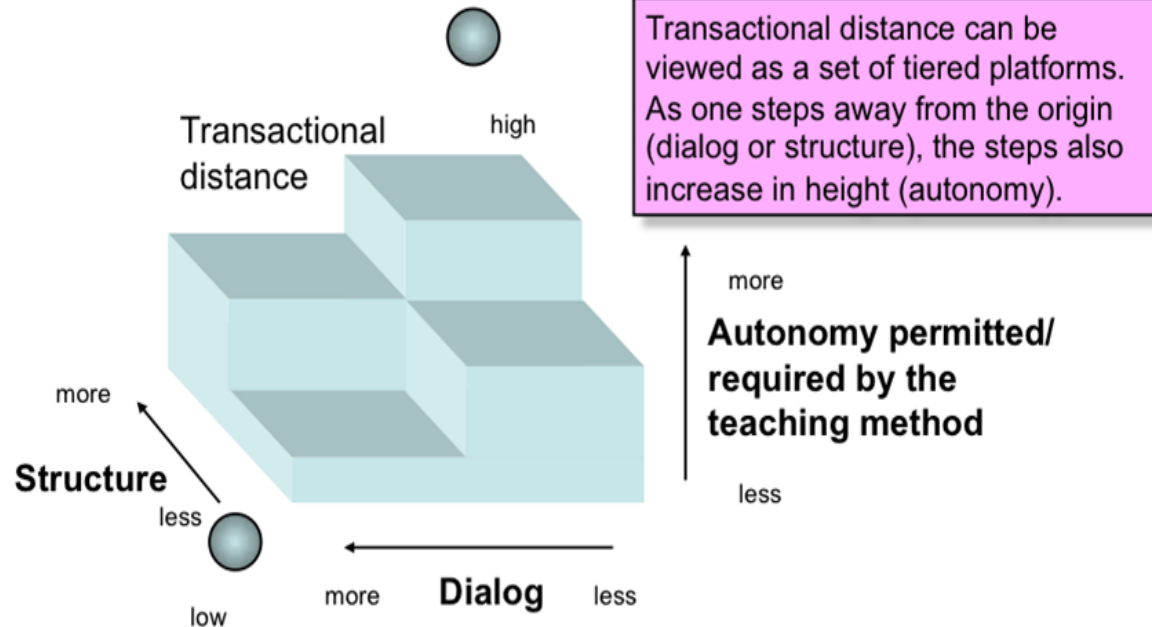 Transactional distance can be
viewed as a set of tiered platforms.
As one steps away from the origin
(dialog or structure), the steps also
increase in height (autonomy).
Transactional
distance
high
more
Autonomy permitted/
required by the
teaching method
less
more
Structure
less
low
more
Dialog
less